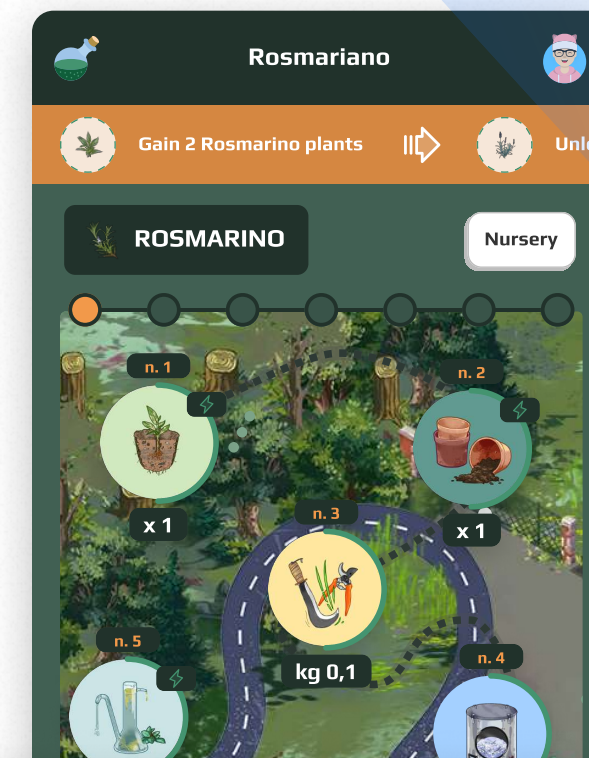 Rosmariano
Gain 2 Rosmarino plants
ROSMARINO
Nursery
n. 1
n. 2
x 1
n. 3
x 1
n. 5
kg 0,1
n. 4